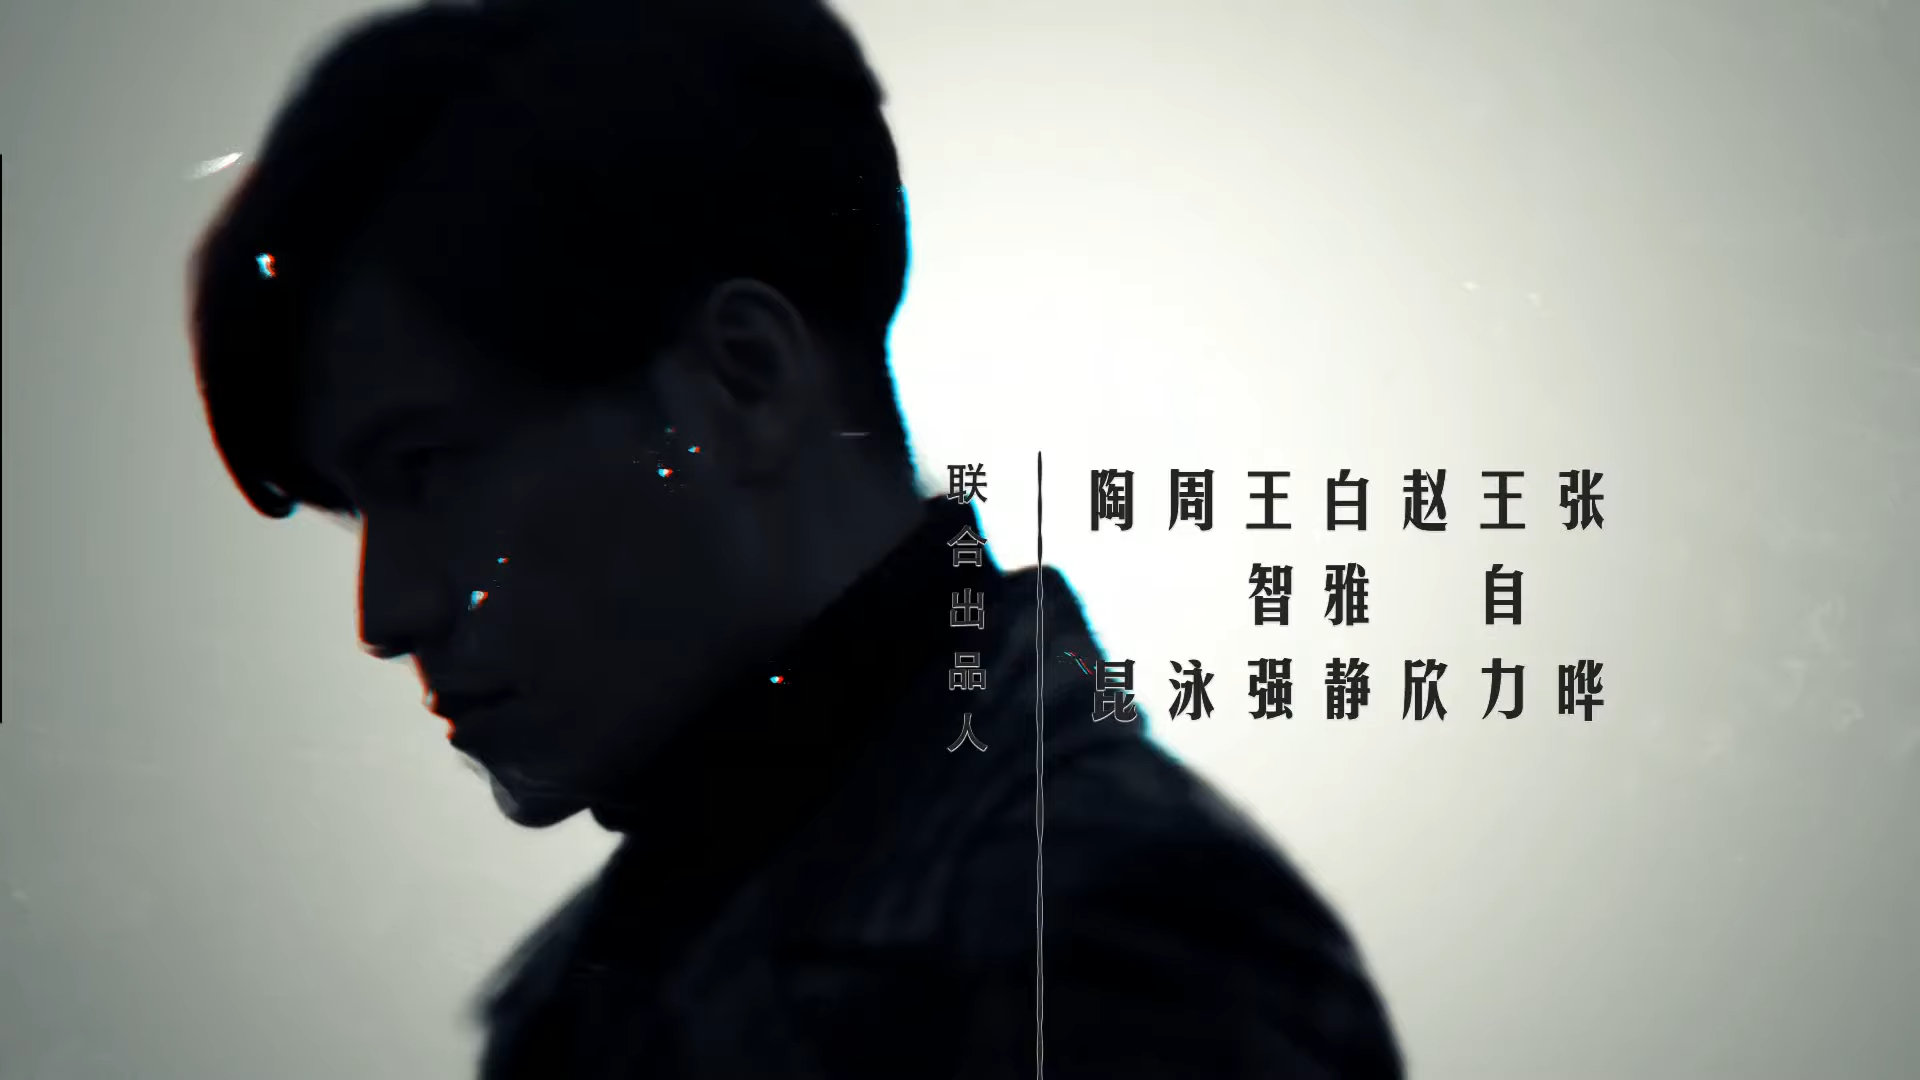 联合出品人
陶昆
周泳
王智强
白雅静
赵欣
王自力
张晔